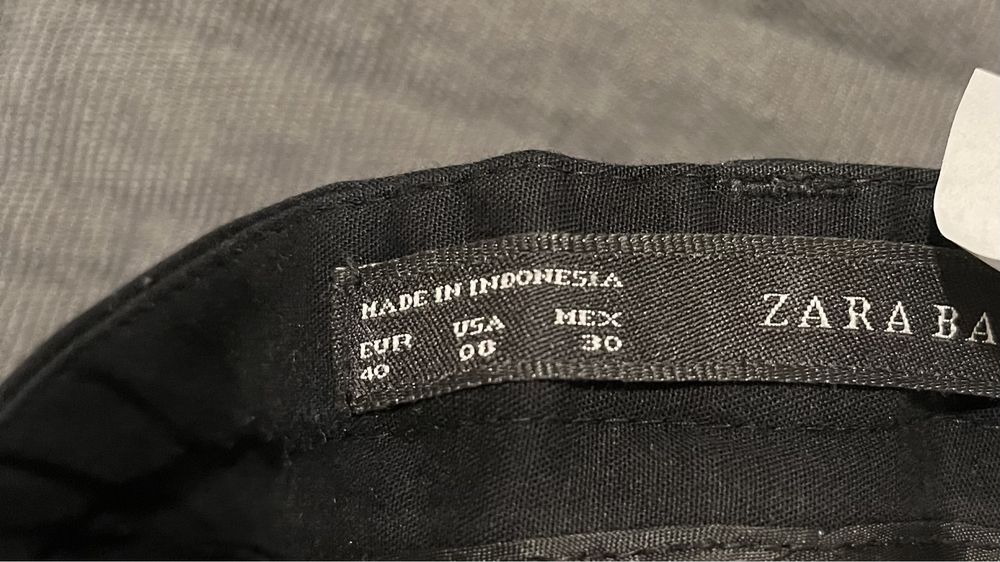 MADE IN INDONESIA
EUR USA MEX
40 08 30
ZARA BA